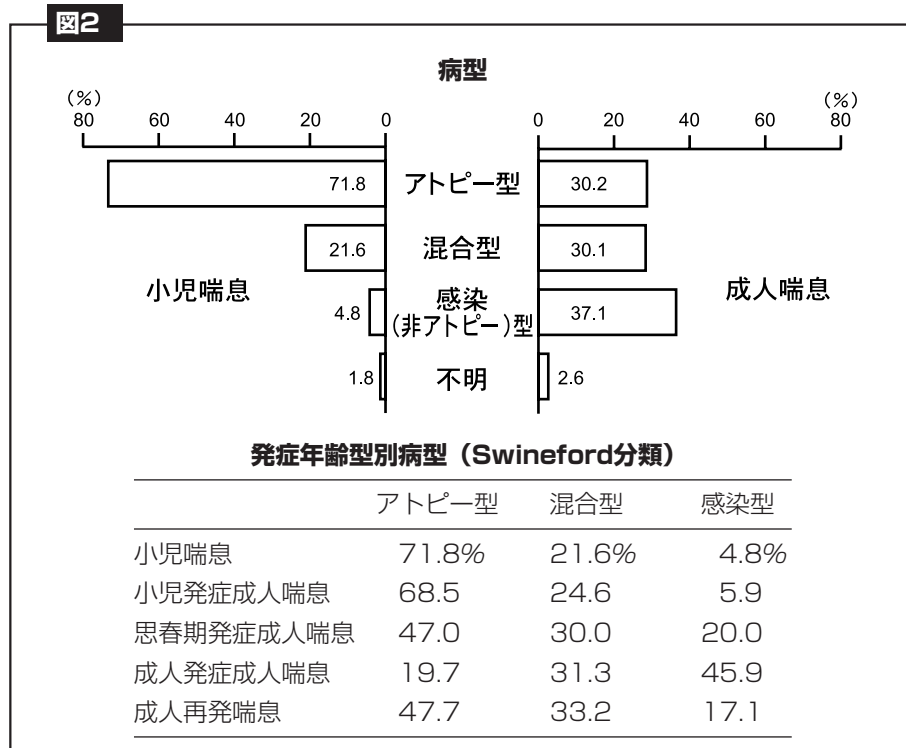 図2
病型
(%) (%)
80 60 40 20 0 0 20 40 60 80
71.8 アトピー型 30.2
21.6 混合型 30.1
小児喘息 成人喘息
4.8 感染 37.1
(非アトピー)型
1.8 不明 2.6
発症年齢型別病型（Swineford分類）
アトピー型 混合型 感染型
小児喘息 71.8% 21.6% 4.8%
小児発症成人喘息 68.5 24.6 5.9
思春期発症成人喘息 47.0 30.0 20.0
成人発症成人喘息 19.7 31.3 45.9
成人再発喘息 47.7 33.2 17.1